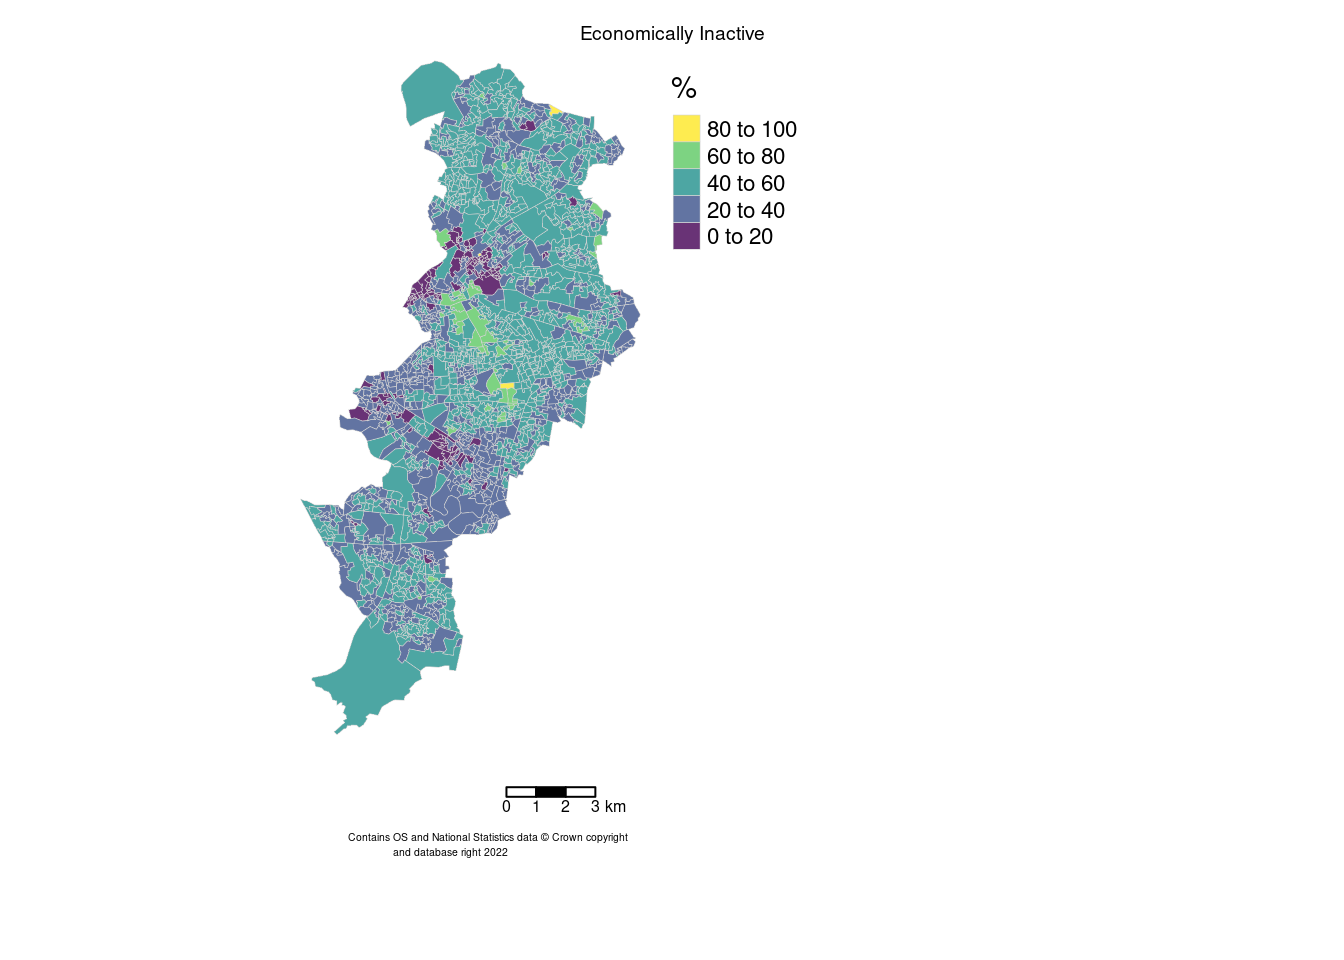 Economically Inactive
%
80 to 100
60 to 80
40 to 60
20 to 40
0 to 20
0 1 2 3 km
Contains OS and National Statistics data © Crown copyright
and database right 2022